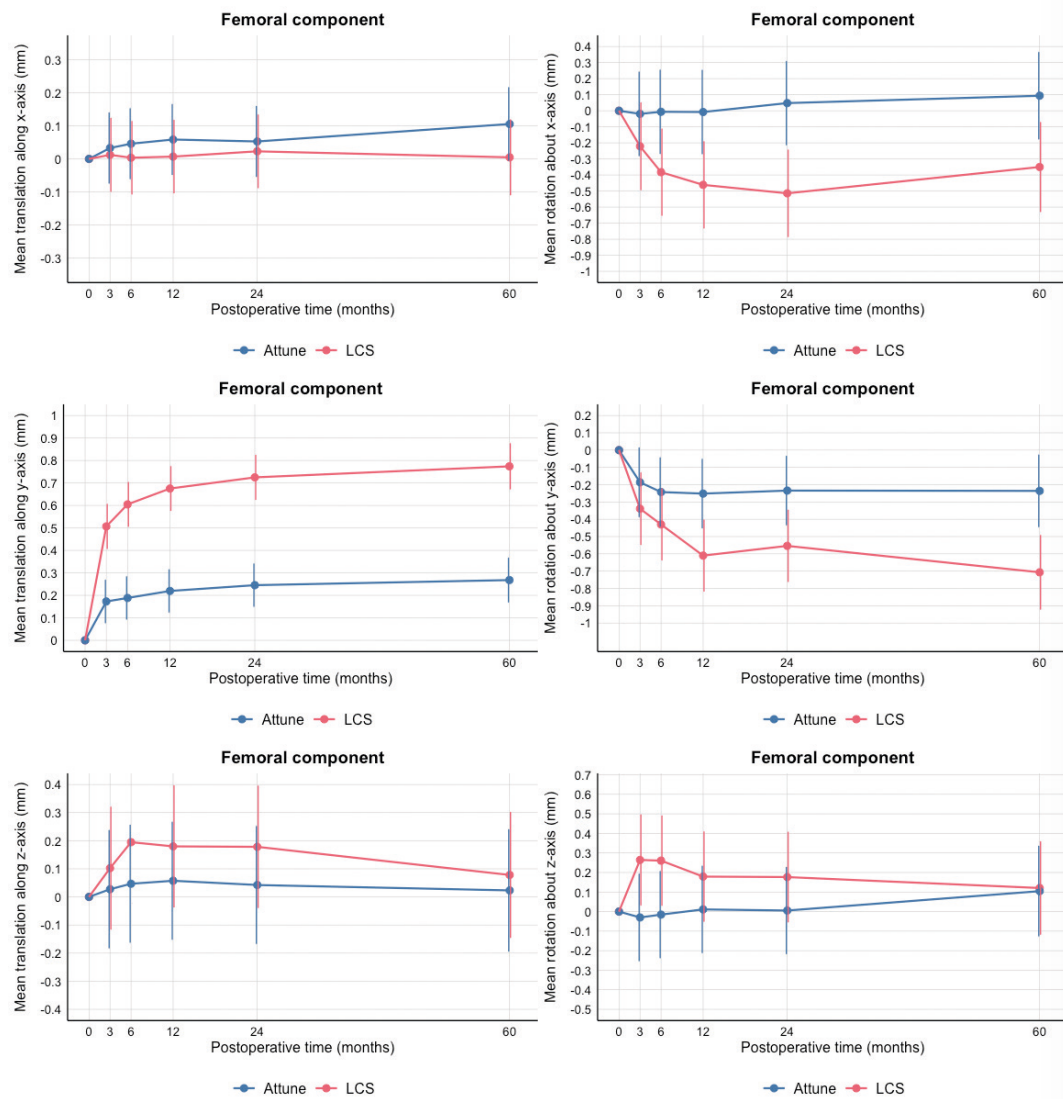 Femoral component
Mean translation along x-axis (mm)
0.3
0.2
0.1
0
-0.1
-0.2
-0.3
0 3 6 12 24 60
Postoperative time (months)
Attune LCS
Femoral component
Mean rotation about x-axis (mm)
0.4
0.3
0.2
0.1
0
-0.1
-0.2
-0.3
-0.4
-0.5
-0.6
-0.7
-0.8
-0.9
-1
0 3 6 12 24 60
Postoperative time (months)
Attune LCS
Femoral component
Mean translation along y-axis (mm)
1
0.9
0.8
0.7
0.6
0.5
0.4
0.3
0.2
0.1
0
0 3 6 12 24 60
Postoperative time (months)
Attune LCS
Femoral component
Mean rotation about y-axis (mm)
0.2
0.1
0
-0.1
-0.2
-0.3
-0.4
-0.5
-0.6
-0.7
-0.8
-0.9
-1
0 3 6 12 24 60
Postoperative time (months)
Attune LCS
Femoral component
Mean translation along z-axis (mm)
0.4
0.3
0.2
0.1
0
-0.1
-0.2
-0.3
-0.4
0 3 6 12 24 60
Postoperative time (months)
Attune LCS
Femoral component
Mean rotation about z-axis (mm)
0.7
0.6
0.5
0.4
0.3
0.2
0.1
0
-0.1
-0.2
-0.3
-0.4
-0.5
0 3 6 12 24 60
Postoperative time (months)
Attune LCS